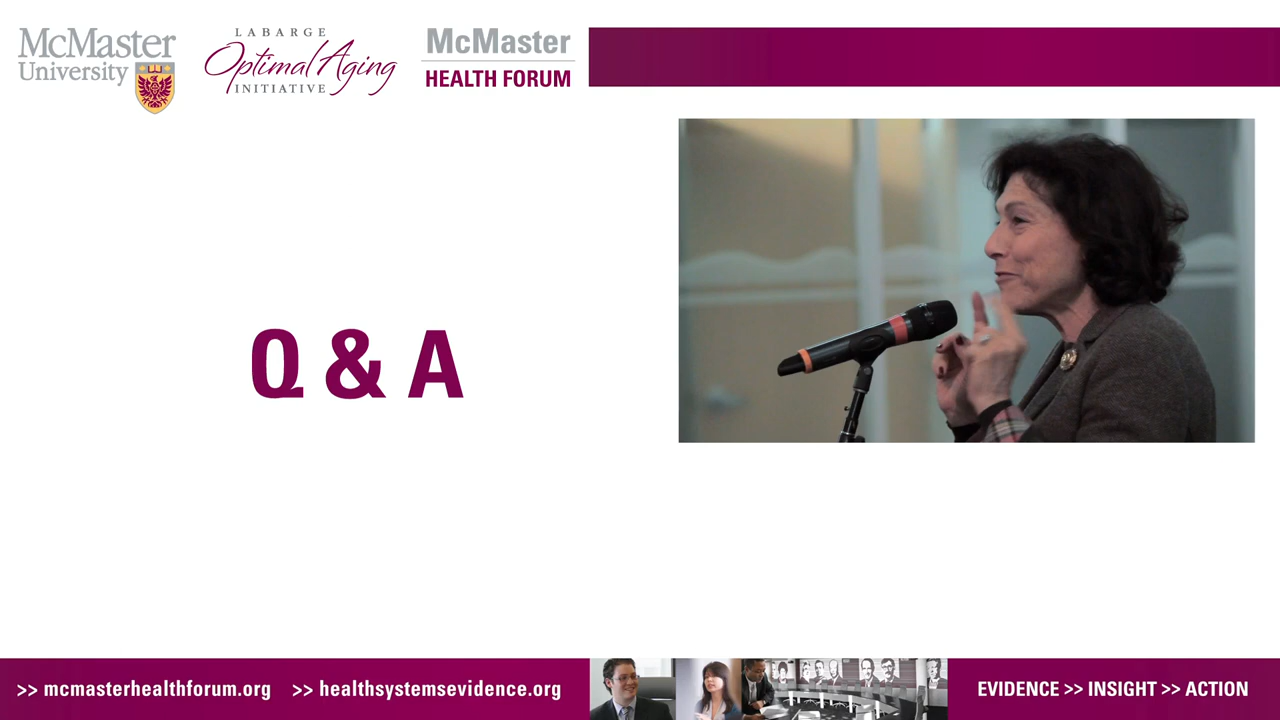 McMaster
University
LABARGE
Optimal Aging
INITIATIVE
McMaster
HEALTH FORUM
Q & A
>> mcmasterhealthforum.org >> healthsystemsevidence.org
EVIDENCE >> INSIGHT >> ACTION